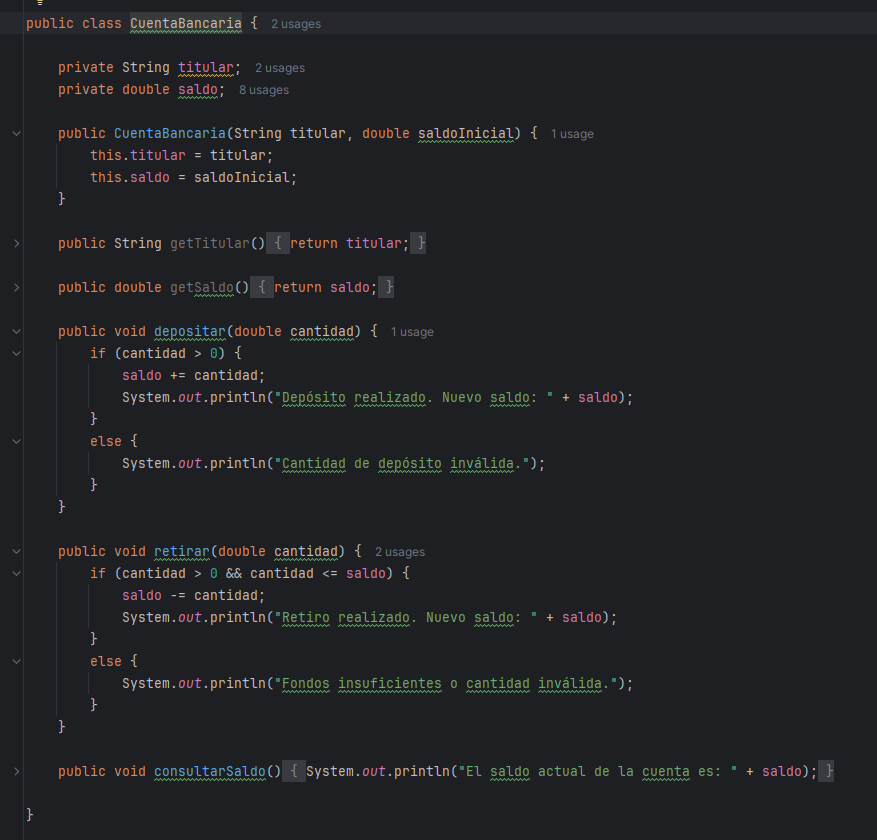 public class CuentaBancaria { 2 usages
private String titular; 2 usages
private double saldo; 8 usages
public CuentaBancaria(String titular, double saldoInicial) { 1 usage
this.titular = titular;
this.saldo = saldoInicial;
}
public String getTitular() { return titular; }
public double getSaldo() { return saldo; }
public void depositar(double cantidad) { 1 usage
if (cantidad > 0) {
saldo += cantidad;
System.out.println("Depósito realizado. Nuevo saldo: " + saldo);
}
else {
System.out.println("Cantidad de depósito inválida.");
}
}
public void retirar(double cantidad) { 2 usages
if (cantidad > 0 && cantidad <= saldo) {
saldo -= cantidad;
System.out.println("Retiro realizado. Nuevo saldo: " + saldo);
}
else {
System.out.println("Fondos insuficientes o cantidad inválida.");
}
}
public void consultarSaldo() { System.out.println("El saldo actual de la cuenta es: " + saldo); }
}